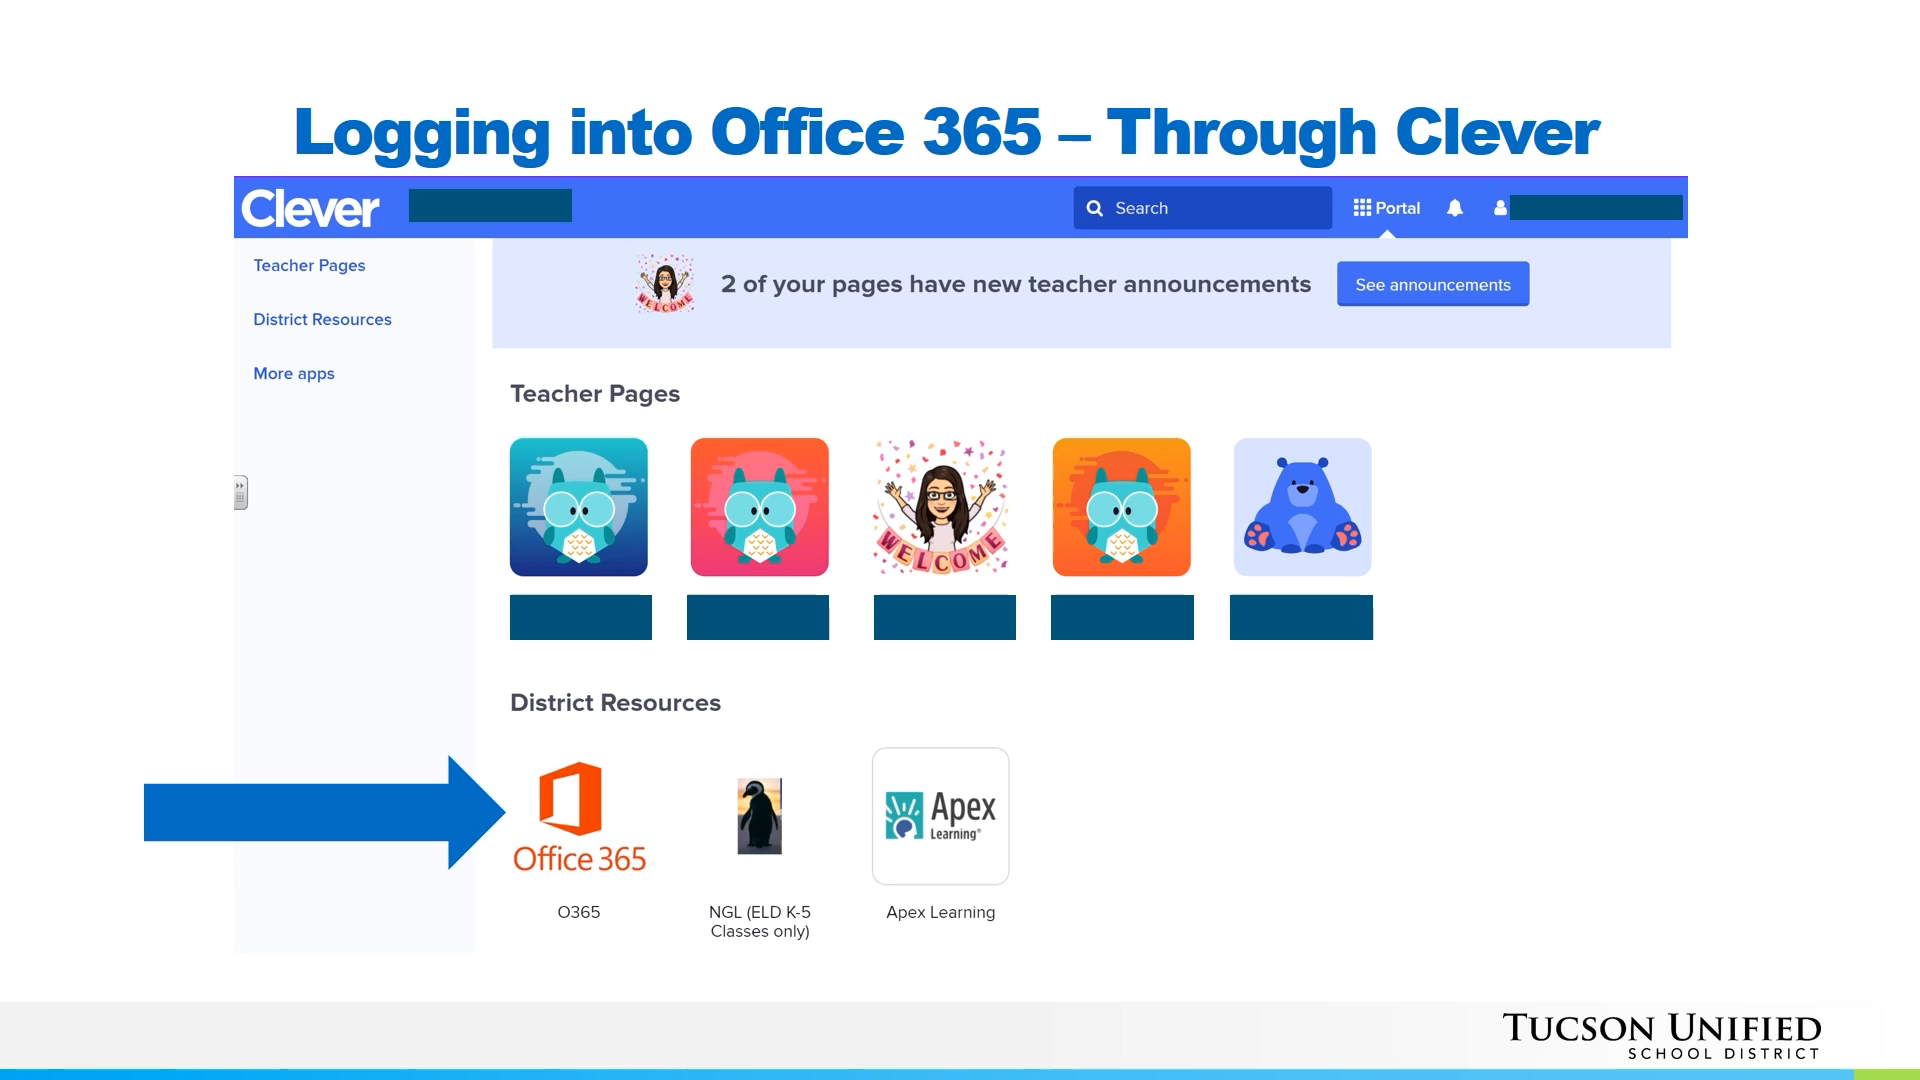 Logging into Office 365 – Through Clever
Clever
Search
Portal
Teacher Pages
District Resources
More apps
WELCOME
2 of your pages have new teacher announcements
See announcements
Teacher Pages
WELCOME
District Resources
Office 365
Apex
Learning®
O365
NGL (ELD K-5
Classes only)
Apex Learning
TUCSON UNIFIED
SCHOOL DISTRICT